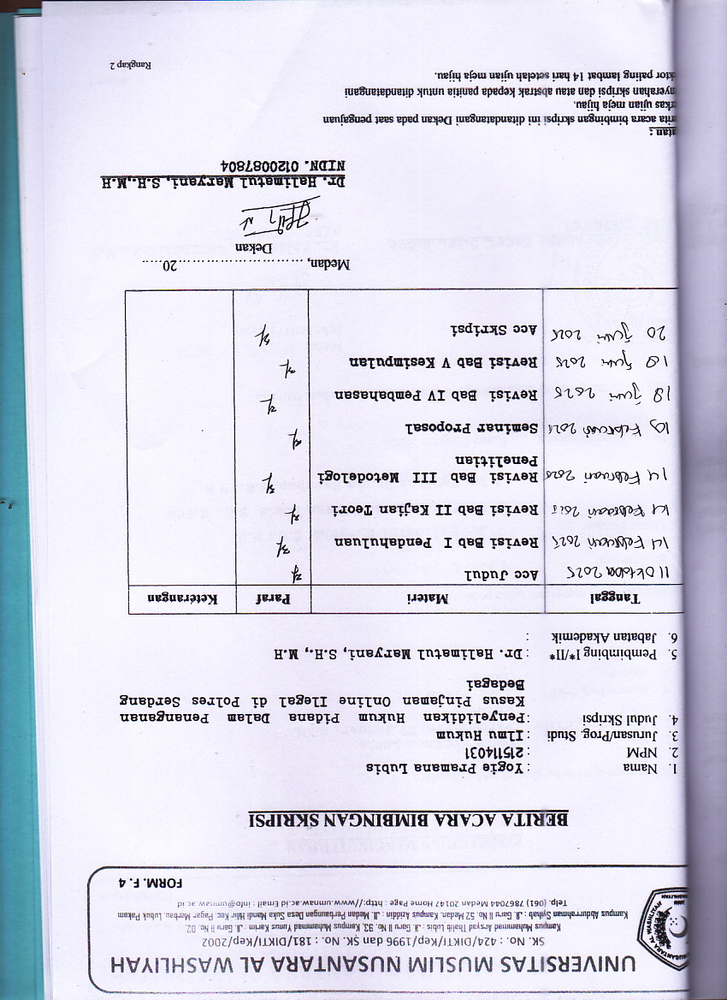 UNIVERSITAS MUSLIM NUSANTARA AL WASHLIYAH
SK. No. : 424/DIKTI/Kep/1996 dan SK. No. : 181/DIKTI/Kep/2002
Kampus Muhammad Arsyad Thalib Lubis : Jl. Garu II No. 93, Kampus Muhammad Yunus Karim : Jl. Garu II No. 02,
Kampus Abdurrahman Syihab : Jl. Garu II No. 52 Medan, Kampus Aziddin : Jl. Medan Perbaungan Desa Suka Mandi Hilir Kec. Pagar Merbau, Lubuk Pakam
Telp. (061) 7867044 Medan 20147 Home Page : http://www.umnaw.ac.id Email : info@umnaw.ac.id
FORM. F. 4
BERITA ACARA BIMBINGAN SKRIPSI
1. Nama : Yogie Pramana Lubis
2. NPM : 215114031
3. Jurusan/Prog. Studi : Ilmu Hukum
4. Judul Skripsi : Penyelidikan Hukum Pidana Dalam Penanganan
Kasus Pinjaman Online Ilegal di Polres Serdang
Bedagai
5. Pembimbing I*/II* : Dr. Halimatul Maryani, S.H., M.H
6. Jabatan Akademik :
Tanggal Materi Paraf Keterangan
11 Oktober 2025 Acc Judul
14 Februari 2025 Revisi Bab I Pendahuluan
14 Februari 2025 Revisi Bab II Kajian Teori
14 Februari 2025 Revisi Bab III Metodelogi
Penelitian
Februari Seminar Proposal
18 Juni 2025 Revisi Bab IV Pembahasan
Juni 2025 Revisi Bab V Kesimpulan
20 Juni 2025 Acc Skripsi
Medan, ............................20.....
Dekan
Dr. Halimatul Maryani, S.H.,M.H
NIDN. 0120087804
atan :
rita acara bimbingan skripsi ini ditandatangani Dekan pada saat pengajuan
rkas ujian meja hijau.
nyerahan skripsi dan atau abstrak kepada panitia untuk ditandatangani
ktor paling lambat 14 hari setelah ujian meja hijau.
Rangkap 2